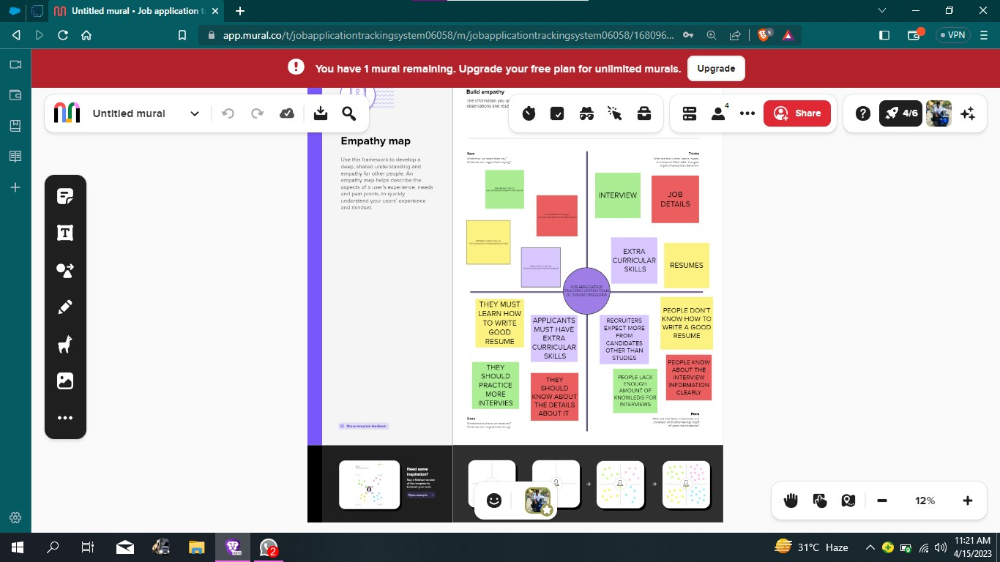 Untitled mural • Job application t
app.mural.co/t/jobapplicationtrackingsystem06058/m/jobapplicationtrackingsystem06058/168096...
5
VPN
You have 1 mural remaining. Upgrade your free plan for unlimited murals.
Upgrade
Untitled mural
4
Share
4/6
Build empathy
The information you a
observations and rese
Empathy map
Use this framework to develop a
deep, shared understanding and
empathy for other people. An
empathy map helps describe the
aspects of a user's experience, needs
and pain points, to quickly
understand your users' experience
and mindset.
Share template feedback
Says
What have we heard them say?
What can we imagine them saying?
Thinks
What are their wants, needs, hopes,
and dreams? What other thoughts
might influence their behavior?
INTERVIEW
JOB
DETAILS
EXTRA
CURRICULAR
SKILLS
RESUMES
JOB APPLICATION
TRACKING SYSTEM TEAM
THEY MUST
LEARN HOW
TO WRITE
GOOD
RESUME
APPLICANTS
MUST HAVE
EXTRA
CURRICULAR
SKILLS
THEY
SHOULD
PRACTICE
MORE
INTERVIES
THEY
SHOULD
KNOW ABOUT
THE DETAILS
ABOUT IT
RECRUITERS
EXPECT MORE
FROM
CANDIDATES
OTHER THAN
STUDIES
PEOPLE DON'T
KNOW HOW TO
WRITE A GOOD
RESUME
PEOPLE LACK
ENOUGH
AMOUNT OF
KNOWLEDG FOR
INTERVIEWS
PEOPLE KNOW
ABOUT THE
INTERVIEW
INFORMATION
CLEARLY
Does
What behavior have we observed?
What can we imagine them doing?
Feels
What are their fears, frustrations, and
anxieties? What other feelings might
influence their behavior?
Need some
inspiration?
See a finished version
of this template to
kickstart your work.
Open example
12%
2
31°C Haze
11:21 AM
4/15/2023